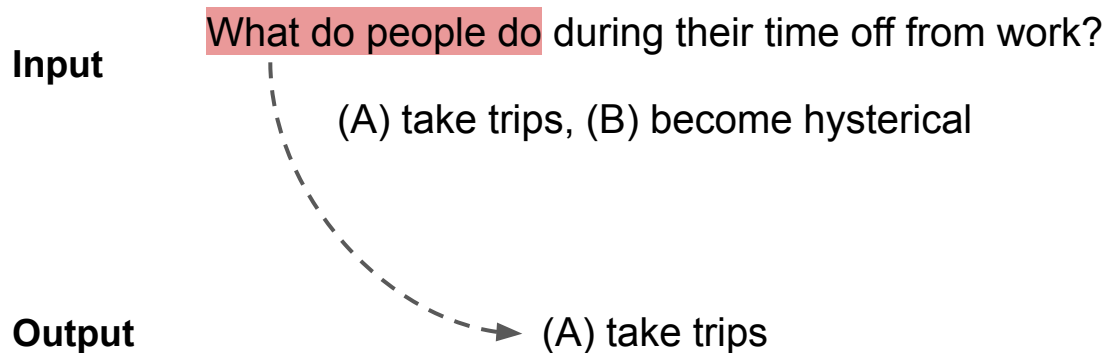 What do people do during their time off from work?
Input
(A) take trips, (B) become hysterical
Output
(A) take trips